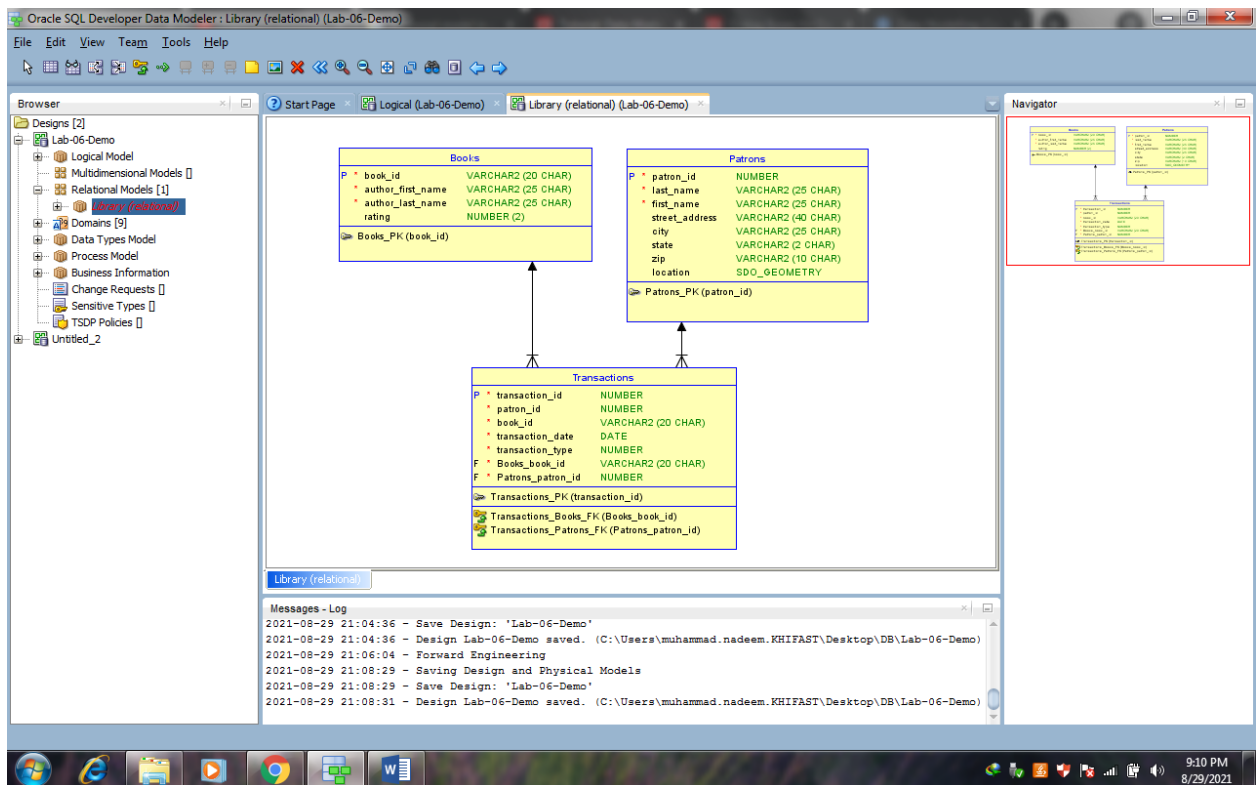 Oracle SQL Developer Data Modeler : Library (relational) (Lab-06-Demo)
File Edit View Team Tools Help
Browser
Designs [2]
Lab-06-Demo
Logical Model
Multidimensional Models []
Relational Models [1]
Library (relational)
Domains [9]
Data Types Model
Process Model
Business Information
Change Requests []
Sensitive Types []
TSDP Policies []
Untitled_2
Start Page
Logical (Lab-06-Demo)
Library (relational) (Lab-06-Demo)
Books
P * book_id VARCHAR2 (20 CHAR)
* author_first_name VARCHAR2 (25 CHAR)
* author_last_name VARCHAR2 (25 CHAR)
rating NUMBER (2)
Books_PK (book_id)
Patrons
P * patron_id NUMBER
* last_name VARCHAR2 (25 CHAR)
* first_name VARCHAR2 (25 CHAR)
street_address VARCHAR2 (40 CHAR)
city VARCHAR2 (25 CHAR)
state VARCHAR2 (2 CHAR)
zip VARCHAR2 (10 CHAR)
location SDO_GEOMETRY
Patrons_PK (patron_id)
Transactions
P * transaction_id NUMBER
* patron_id NUMBER
* book_id VARCHAR2 (20 CHAR)
* transaction_date DATE
* transaction_type NUMBER
F * Books_book_id VARCHAR2 (20 CHAR)
F * Patrons_patron_id NUMBER
Transactions_PK (transaction_id)
Transactions_Books_FK (Books_book_id)
Transactions_Patrons_FK (Patrons_patron_id)
Library (relational)
Messages - Log
2021-08-29 21:04:36 - Save Design: 'Lab-06-Demo'
2021-08-29 21:04:36 - Design Lab-06-Demo saved. (C:\Users\muhammad.nadeem.KHIFAST\Desktop\DB\Lab-06-Demo)
2021-08-29 21:06:04 - Forward Engineering
2021-08-29 21:08:29 - Saving Design and Physical Models
2021-08-29 21:08:29 - Save Design: 'Lab-06-Demo'
2021-08-29 21:08:31 - Design Lab-06-Demo saved. (C:\Users\muhammad.nadeem.KHIFAST\Desktop\DB\Lab-06-Demo)
Navigator
9:10 PM
8/29/2021